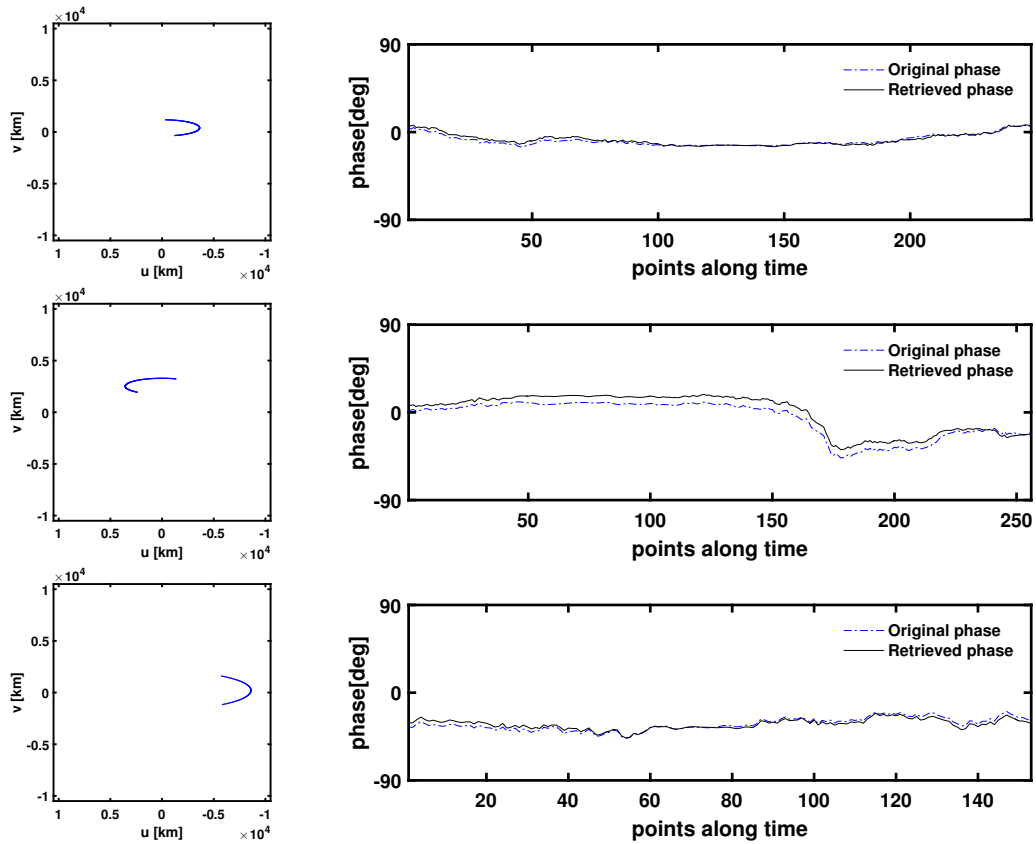 ×10^4
1
0.5
0
-0.5
-1
v [km]
1 0.5 0 -0.5 -1
u [km]
×10^4
90
0
-90
phase[deg]
Original phase
Retrieved phase
50 100 150 200
points along time
×10^4
1
0.5
0
-0.5
-1
v [km]
1 0.5 0 -0.5 -1
u [km]
×10^4
90
0
-90
phase[deg]
Original phase
Retrieved phase
50 100 150 200 250
points along time
×10^4
1
0.5
0
-0.5
-1
v [km]
1 0.5 0 -0.5 -1
u [km]
×10^4
90
0
-90
phase[deg]
Original phase
Retrieved phase
20 40 60 80 100 120 140
points along time